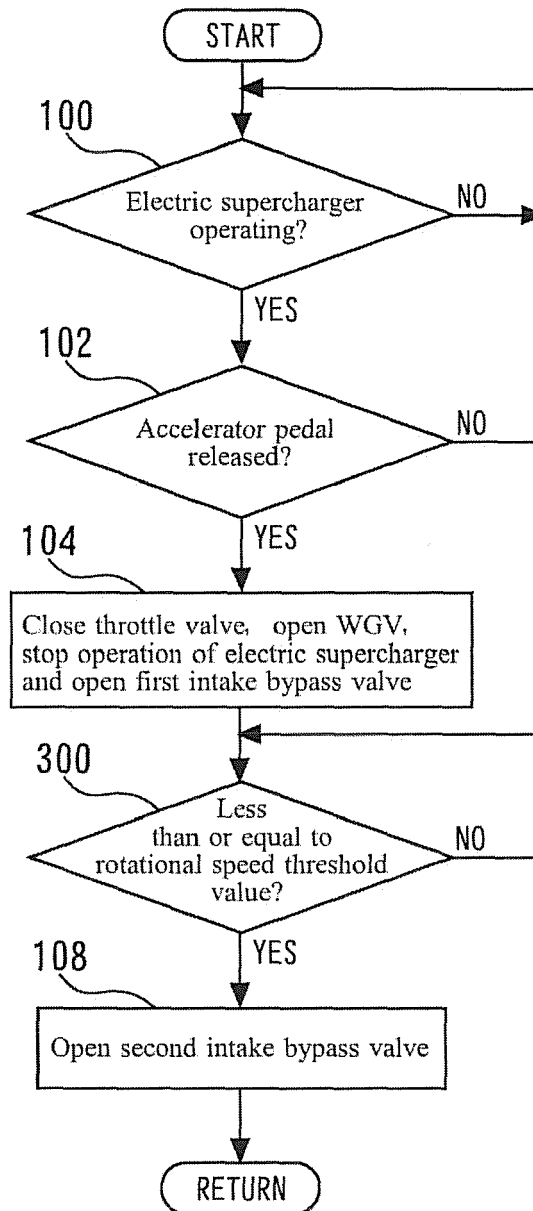 START
100
Electric supercharger
operating?
NO
YES
102
Accelerator pedal
released?
NO
YES
104
Close throttle valve, open WGV,
stop operation of electric supercharger
and open first intake bypass valve
300
Less
than or equal to
rotational speed threshold
value?
NO
YES
108
Open second intake bypass valve
RETURN